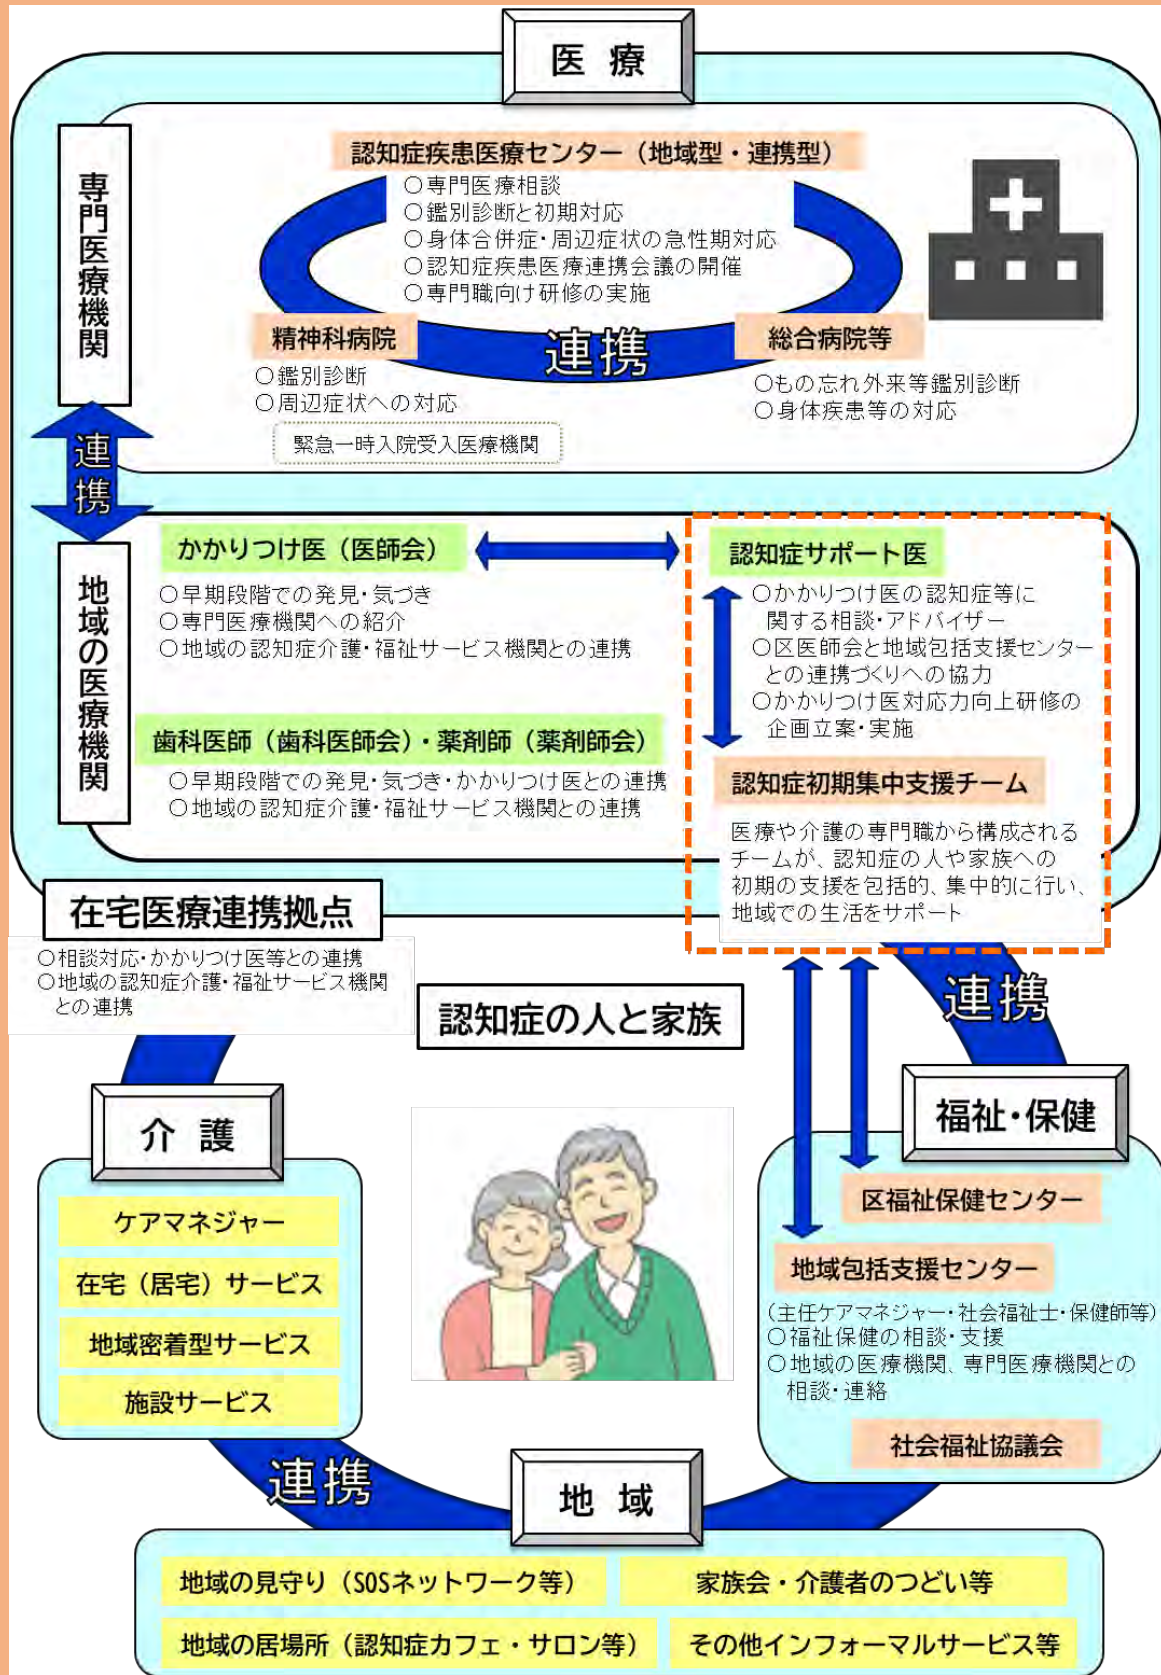 医 療
専門医療機関
認知症疾患医療センター（地域型・連携型）
○専門医療相談
○鑑別診断と初期対応
○身体合併症・周辺症状の急性期対応
○認知症疾患医療連携会議の開催
○専門職向け研修の実施
精神科病院
連携
総合病院等
○鑑別診断
○周辺症状への対応
緊急一時入院受入医療機関
○もの忘れ外来等鑑別診断
○身体疾患等の対応
連携
地域の医療機関
かかりつけ医（医師会）
○早期段階での発見・気づき
○専門医療機関への紹介
○地域の認知症介護・福祉サービス機関との連携
歯科医師（歯科医師会）・薬剤師（薬剤師会）
○早期段階での発見・気づき・かかりつけ医との連携
○地域の認知症介護・福祉サービス機関との連携
認知症サポート医
○かかりつけ医の認知症等に
関する相談・アドバイザー
○区医師会と地域包括支援センター
との連携づくりへの協力
○かかりつけ医対応力向上研修の
企画立案・実施
認知症初期集中支援チーム
医療や介護の専門職から構成される
チームが、認知症の人や家族への
初期の支援を包括的、集中的に行い、
地域での生活をサポート
在宅医療連携拠点
○相談対応・かかりつけ医等との連携
○地域の認知症介護・福祉サービス機関
との連携
連携
認知症の人と家族
介 護
ケアマネジャー
在宅（居宅）サービス
地域密着型サービス
施設サービス
福祉・保健
区福祉保健センター
地域包括支援センター
（主任ケアマネジャー・社会福祉士・保健師等）
○福祉保健の相談・支援
○地域の医療機関、専門医療機関との
相談・連絡
社会福祉協議会
連携
地 域
地域の見守り（SOSネットワーク等）
家族会・介護者のつどい等
地域の居場所（認知症カフェ・サロン等）
その他インフォーマルサービス等